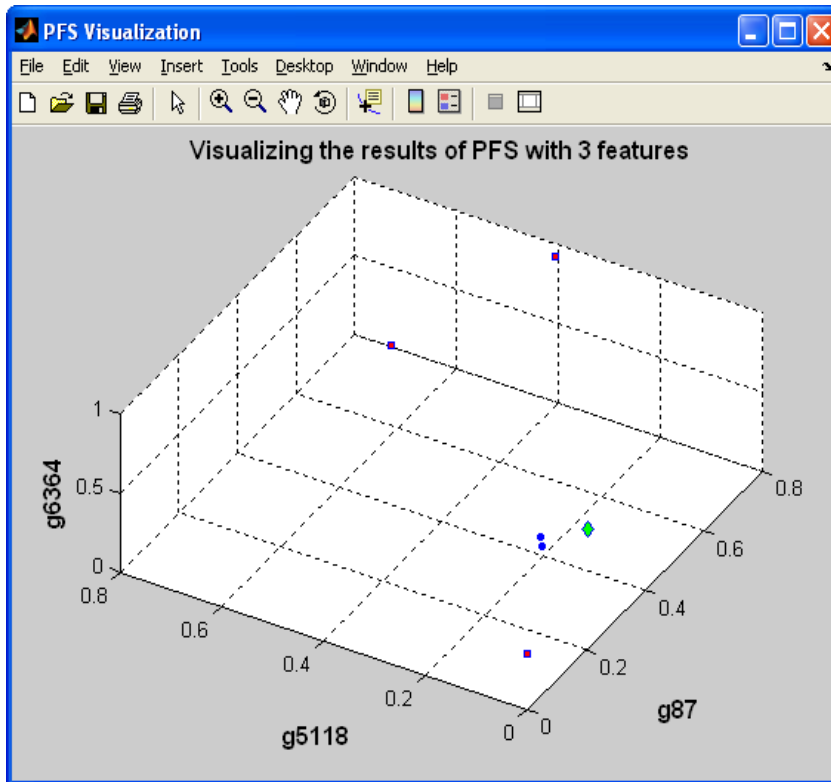 PFS Visualization
File Edit View Insert Tools Desktop Window Help
Visualizing the results of PFS with 3 features
1
0.5
0
g6364
0.8
0.6
0.4
0.2
0
g5118
0
0.2
0.4
0.6
0.8
g87